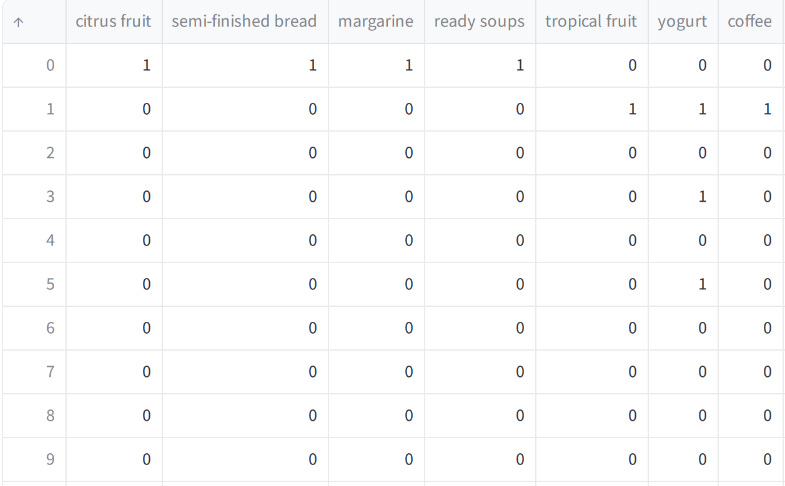 ↑ citrus fruit semi-finished bread margarine ready soups tropical fruit yogurt coffee
0 1 1 1 1 0 0 0
1 0 0 0 0 1 1 1
2 0 0 0 0 0 0 0
3 0 0 0 0 0 1 0
4 0 0 0 0 0 0 0
5 0 0 0 0 0 1 0
6 0 0 0 0 0 0 0
7 0 0 0 0 0 0 0
8 0 0 0 0 0 0 0
9 0 0 0 0 0 0 0